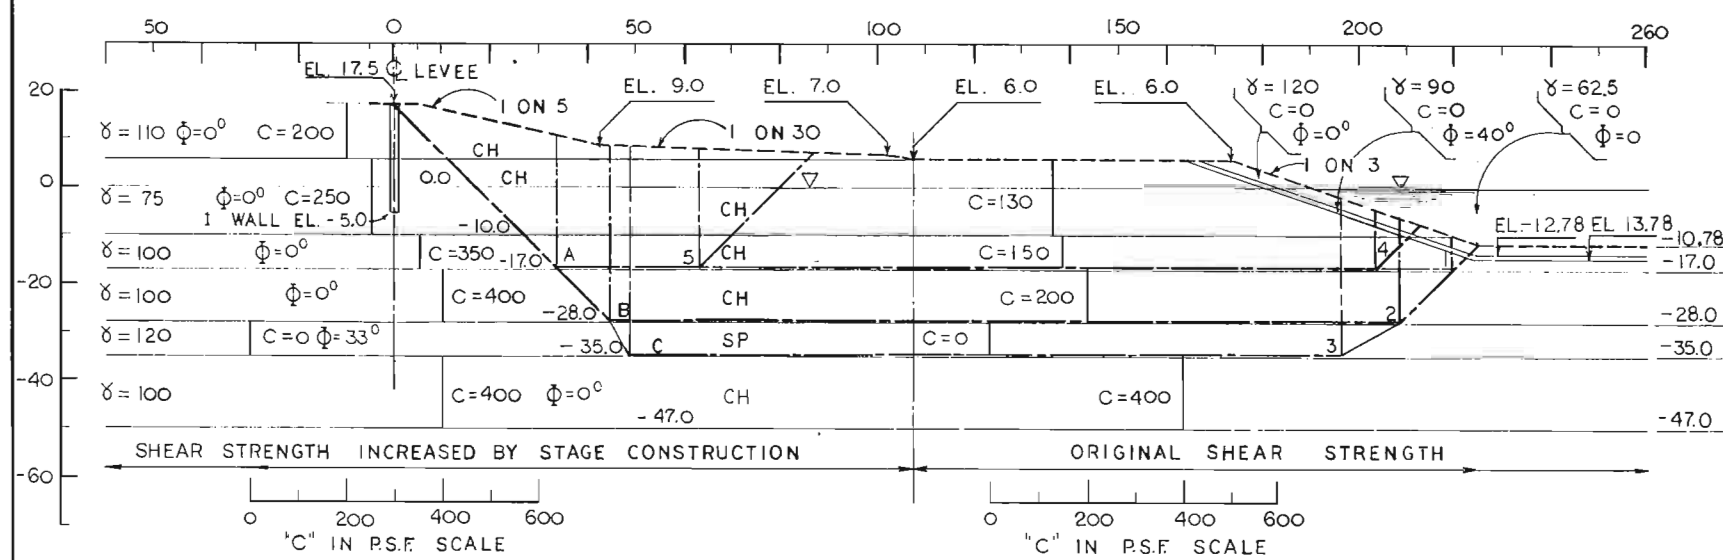 50 0 50 100 150 200 260
EL. 17.5 ℄ LEVEE
1 ON 5
EL. 9.0
1 ON 30
EL. 7.0
EL. 6.0
EL. 6.0
ɣ=120
C=0
Φ=0°
1 ON 3
ɣ=90
C=0
Φ=40°
ɣ=62.5
C=0
Φ=0
20
0
-20
-40
-60
ɣ=110 Φ=0° C=200
CH
ɣ=75 Φ=0° C=250
I WALL EL.-5.0
0.0
CH
CH
C=130
-10.0
EL.-12.78 EL 13.78
-10.78
ɣ=100 Φ=0° C=350
-17.0
A
5
CH
C=150
4
-17.0
ɣ=100 Φ=0° C=400
-28.0
B
CH
C=200
2
-28.0
ɣ=120 C=0 Φ=33°
-35.0
C
SP
C=0
3
-35.0
ɣ=100 C=400 Φ=0°
CH
C=400
-47.0
-47.0
SHEAR STRENGTH INCREASED BY STAGE CONSTRUCTION
ORIGINAL SHEAR STRENGTH
0 200 400 600
"C" IN P.S.F. SCALE
0 200 400 600
"C" IN P.S.F. SCALE